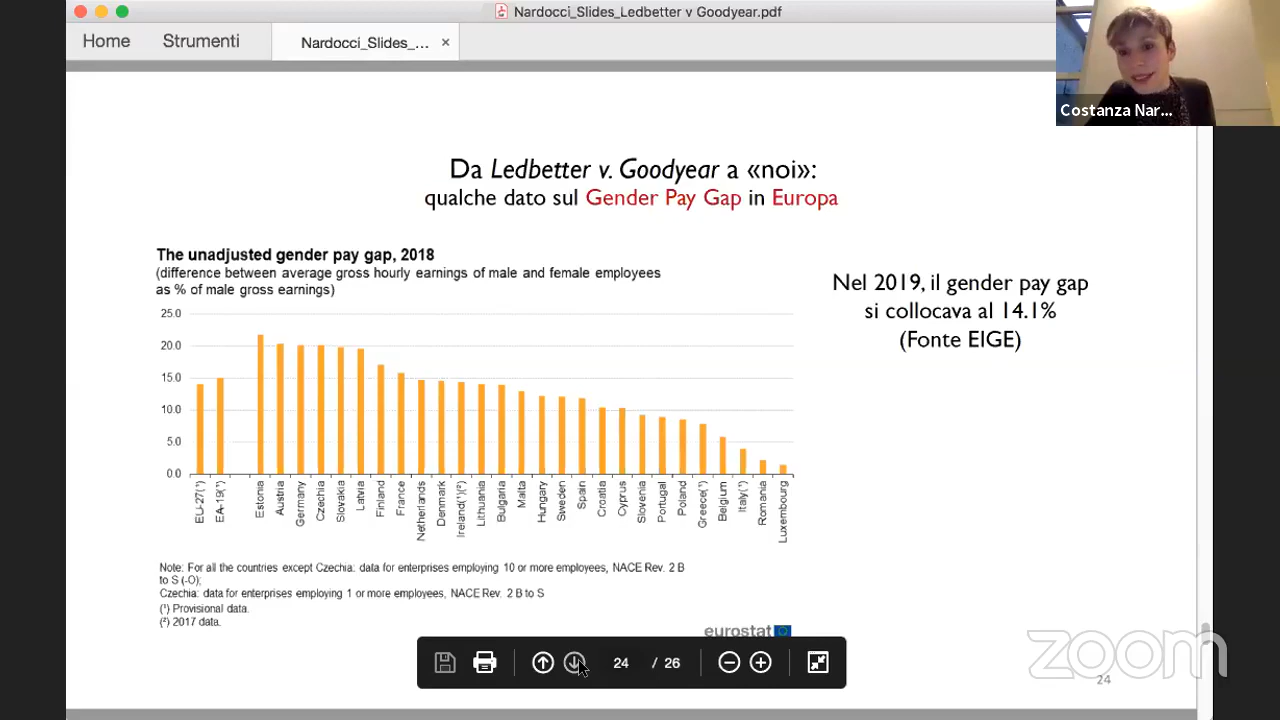 Nardocci_Slides_Ledbetter v Goodyear.pdf
Home
Strumenti
Nardocci_Slides_...
×
Costanza Nar...
Da Ledbetter v. Goodyear a «noi»:
qualche dato sul Gender Pay Gap in Europa
The unadjusted gender pay gap, 2018
(difference between average gross hourly earnings of male and female employees
as % of male gross earnings)
25.0
20.0
15.0
10.0
5.0
0.0
EU-27(¹)
EA-19(¹)
Estonia
Austria
Germany
Czechia
Slovakia
Latvia
Finland
France
Netherlands
Denmark
Ireland(¹)(²)
Lithuania
Bulgaria
Malta
Hungary
Cyprus
Sweden
Spain
Croatia
Slovenia
Portugal
Poland
Greece(¹)
Belgium
Italy(¹)
Romania
Luxembourg
Nel 2019, il gender pay gap
si collocava al 14.1%
(Fonte EIGE)
Note: For all the countries except Czechia: data for enterprises employing 10 or more employees, NACE Rev. 2 B
to S (-O);
Czechia: data for enterprises employing 1 or more employees, NACE Rev. 2 B to S
(¹) Provisional data.
(²) 2017 data.
eurostat
24 / 26
zoom
24